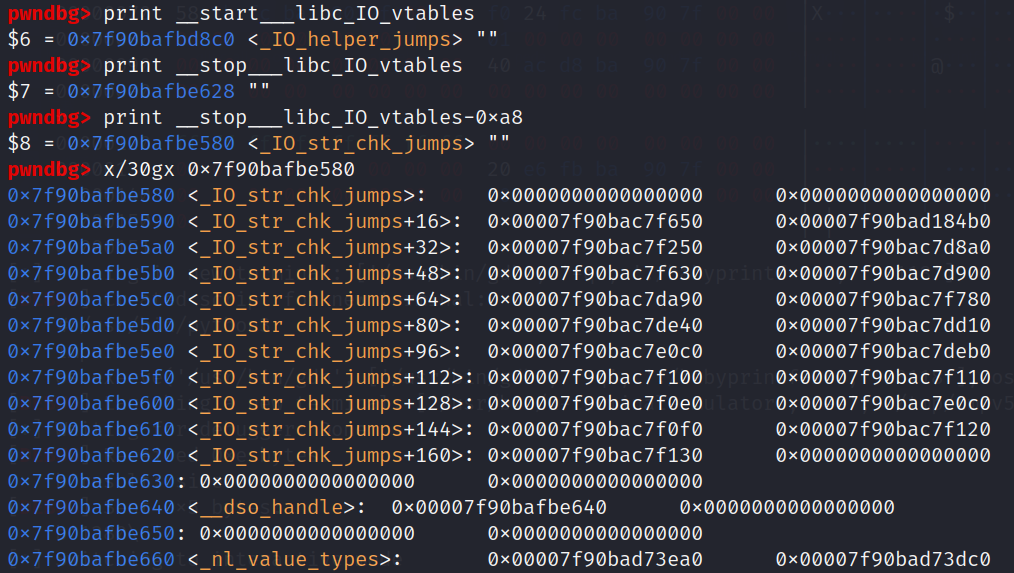 pwndbg> print __start___libc_IO_vtables
$6 = 0x7f90bafbd8c0 <_IO_helper_jumps> ""
pwndbg> print __stop___libc_IO_vtables
$7 = 0x7f90bafbe628 ""
pwndbg> print __stop___libc_IO_vtables-0xa8
$8 = 0x7f90bafbe580 <_IO_str_chk_jumps> ""
pwndbg> x/30gx 0x7f90bafbe580
0x7f90bafbe580 <_IO_str_chk_jumps>: 0x0000000000000000 0x0000000000000000
0x7f90bafbe590 <_IO_str_chk_jumps+16>: 0x00007f90bac7f650 0x00007f90bad184b0
0x7f90bafbe5a0 <_IO_str_chk_jumps+32>: 0x00007f90bac7f250 0x00007f90bac7d8a0
0x7f90bafbe5b0 <_IO_str_chk_jumps+48>: 0x00007f90bac7f630 0x00007f90bac7d900
0x7f90bafbe5c0 <_IO_str_chk_jumps+64>: 0x00007f90bac7da90 0x00007f90bac7f780
0x7f90bafbe5d0 <_IO_str_chk_jumps+80>: 0x00007f90bac7de40 0x00007f90bac7dd10
0x7f90bafbe5e0 <_IO_str_chk_jumps+96>: 0x00007f90bac7e0c0 0x00007f90bac7deb0
0x7f90bafbe5f0 <_IO_str_chk_jumps+112>: 0x00007f90bac7f100 0x00007f90bac7f110
0x7f90bafbe600 <_IO_str_chk_jumps+128>: 0x00007f90bac7f0e0 0x00007f90bac7e0c0
0x7f90bafbe610 <_IO_str_chk_jumps+144>: 0x00007f90bac7f0f0 0x00007f90bac7f120
0x7f90bafbe620 <_IO_str_chk_jumps+160>: 0x00007f90bac7f130 0x0000000000000000
0x7f90bafbe630: 0x0000000000000000 0x0000000000000000
0x7f90bafbe640 <__dso_handle>: 0x00007f90bafbe640 0x0000000000000000
0x7f90bafbe650: 0x0000000000000000 0x0000000000000000
0x7f90bafbe660 <_nl_value_types>: 0x00007f90bad73ea0 0x00007f90bad73dc0